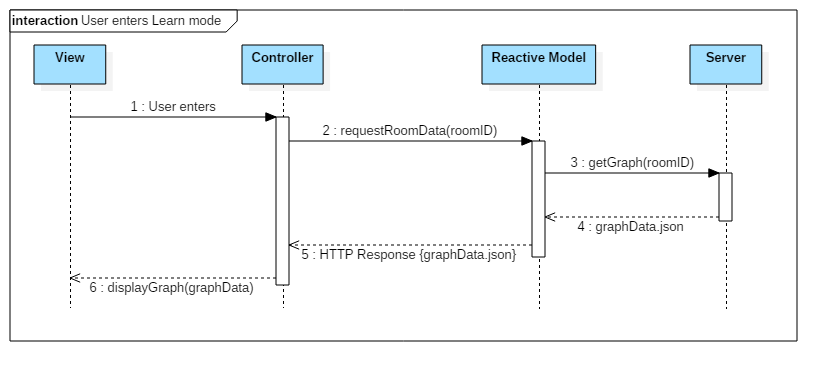 interaction User enters Learn mode
View
Controller
Reactive Model
Server
1 : User enters
2 : requestRoomData(roomID)
3 : getGraph(roomID)
4 : graphData.json
5 : HTTP Response {graphData.json}
6 : displayGraph(graphData)